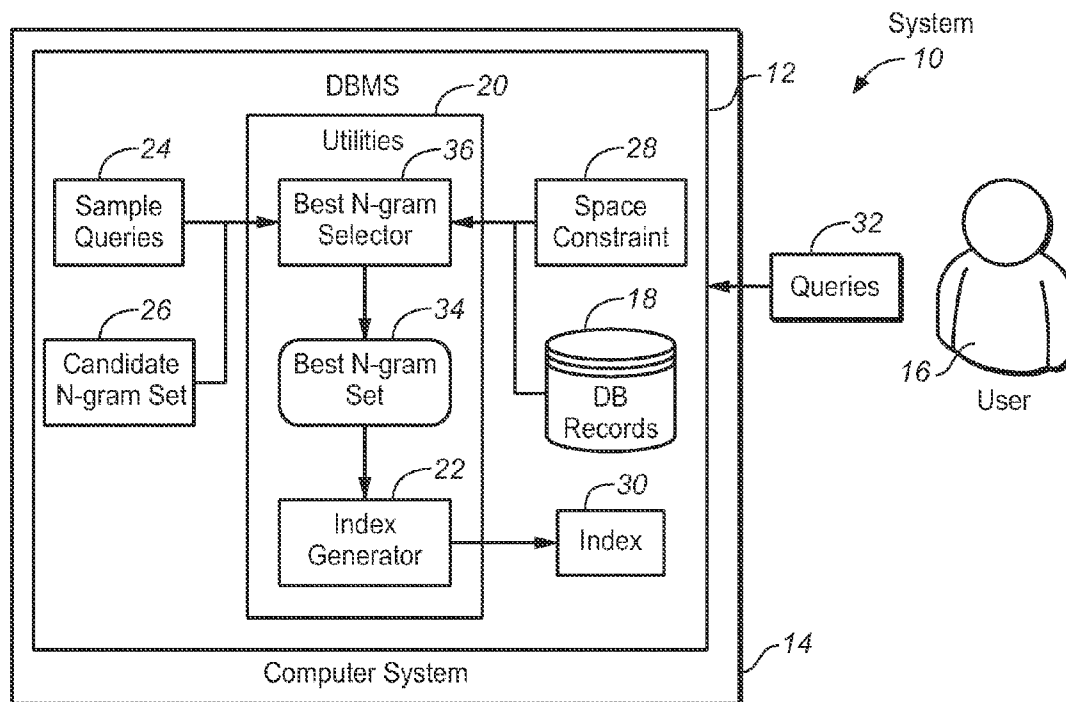 System
10
12
DBMS
20
Utilities
24
36
28
Sample
Queries
Best N-gram
Selector
Space
Constraint
32
Queries
26
34
18
Candidate
N-gram Set
Best N-gram
Set
DB
Records
16
User
22
30
Index
Generator
Index
14
Computer System